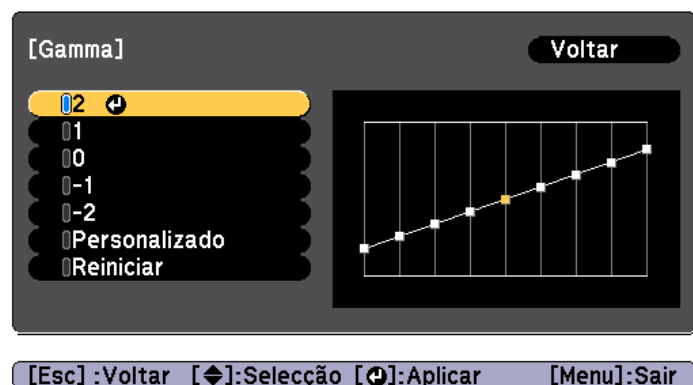 [Gamma] Voltar
2
1
0
-1
-2
Personalizado
Reiniciar
[Esc] :Voltar [◆]:Selecção [↵]:Aplicar [Menu]:Sair